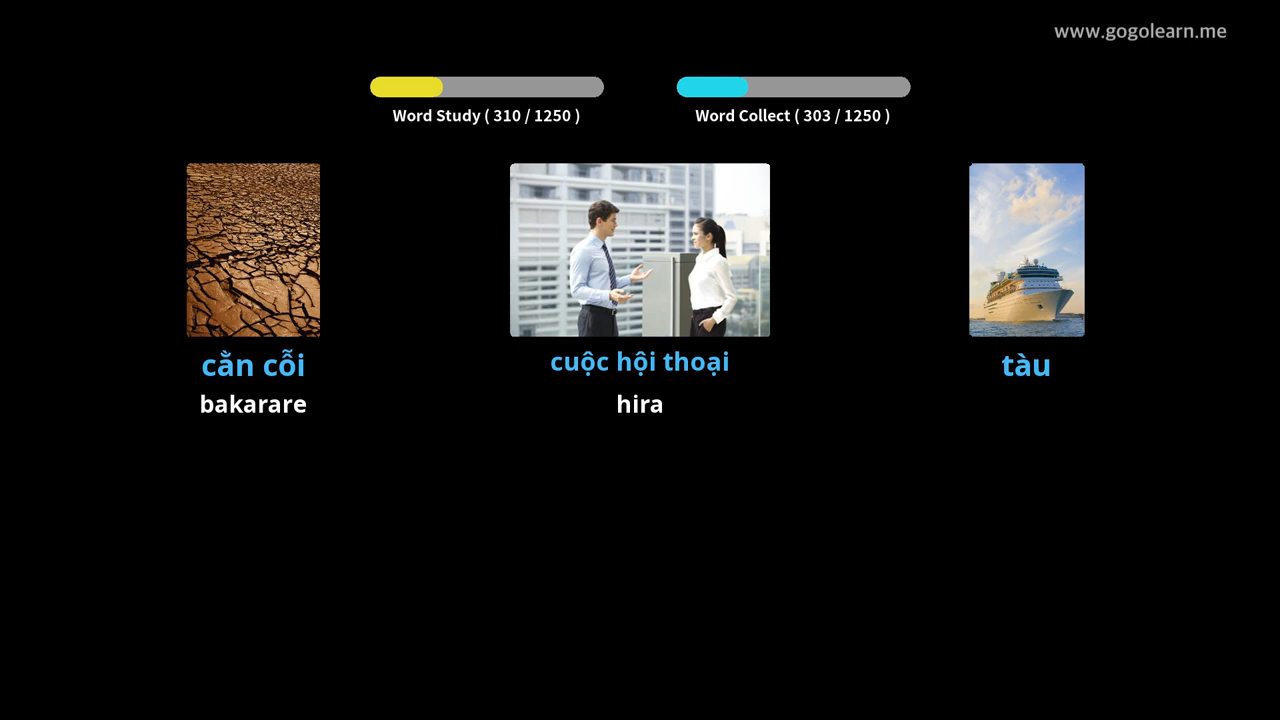 www.gogolearn.me
Word Study ( 310 / 1250 )
Word Collect ( 303 / 1250 )
cằn cỗi
cuộc hội thoại
tàu
bakarare
hira